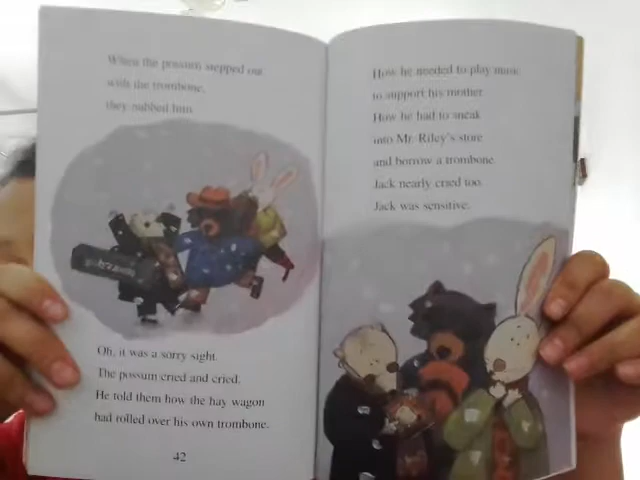 When the possum stepped out
with the trombone,
they nabbed him.
Oh, it was a sorry sight.
The possum cried and cried.
He told them how the hay wagon
had rolled over his own trombone.
42
How he needed to play music
to support his mother.
How he had to sneak
into Mr. Riley's store
and borrow a trombone.
Jack nearly cried too.
Jack was sensitive.